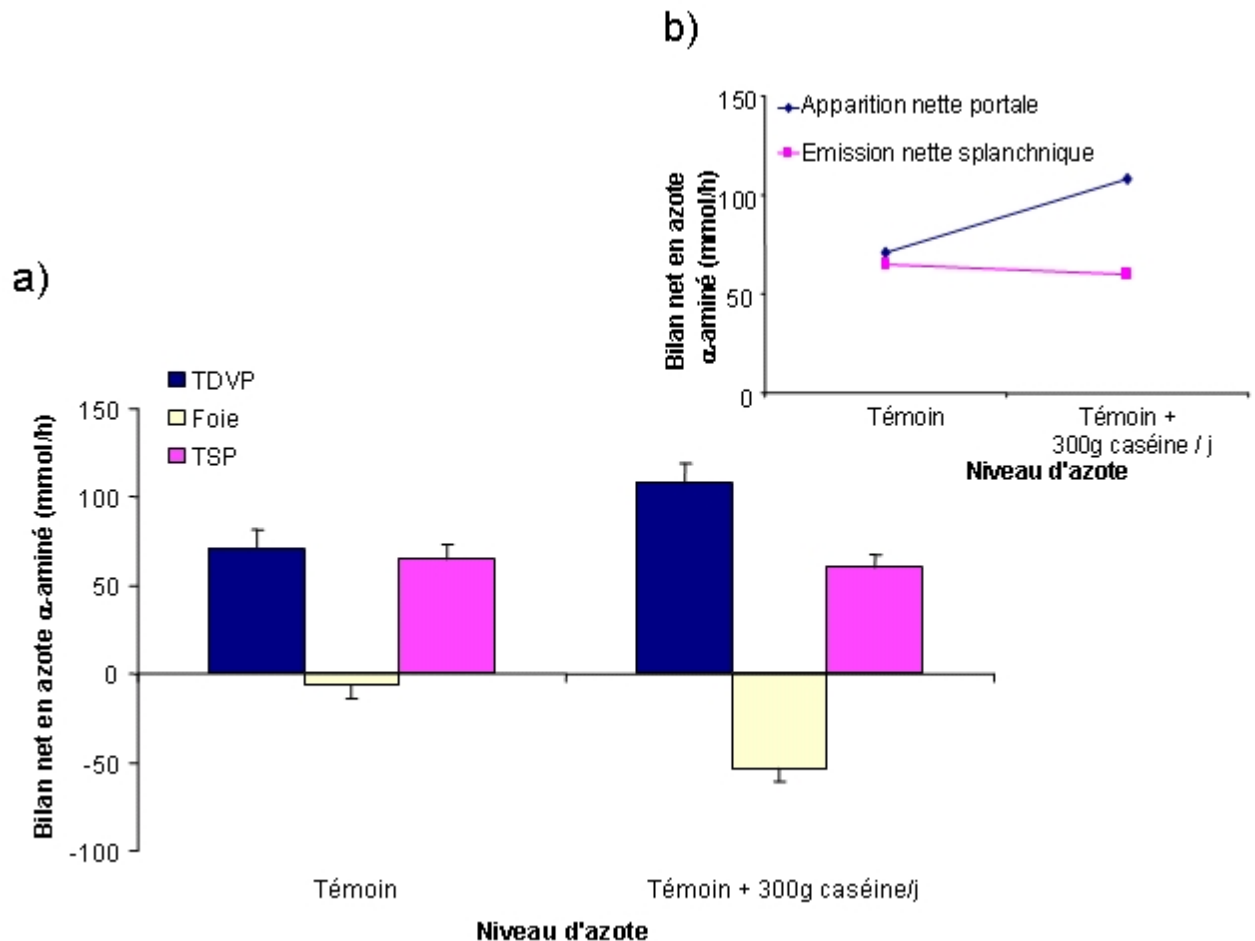 b)
150
Apparition nette portale
Emission nette splanchnique
100
50
0
Bilan net en azote
α-aminé (mmol/h)
Témoin
Témoin +
300g caséine / j
Niveau d'azote
a)
TDVP
Foie
TSP
150
100
50
0
-50
-100
Bilan net en azote α-aminé (mmol/h)
Témoin
Témoin + 300g caséine/j
Niveau d'azote